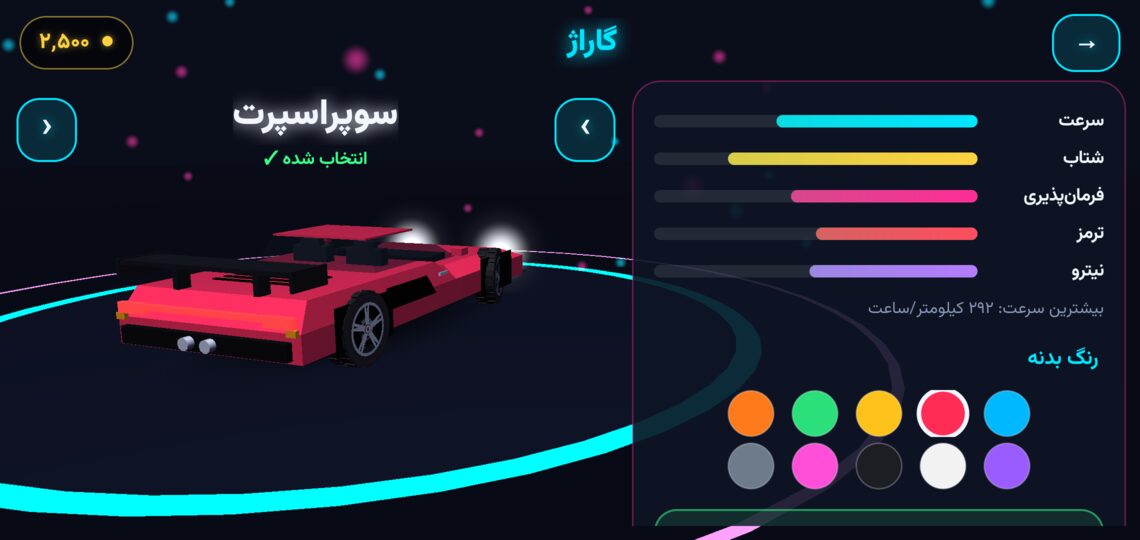 →
گاراژ
۲,۵۰۰
سوپراسپرت
انتخاب شده ✓
سرعت
شتاب
فرمان‌پذیری
ترمز
نیترو
بیشترین سرعت: ۲۹۲ کیلومتر/ساعت
رنگ بدنه